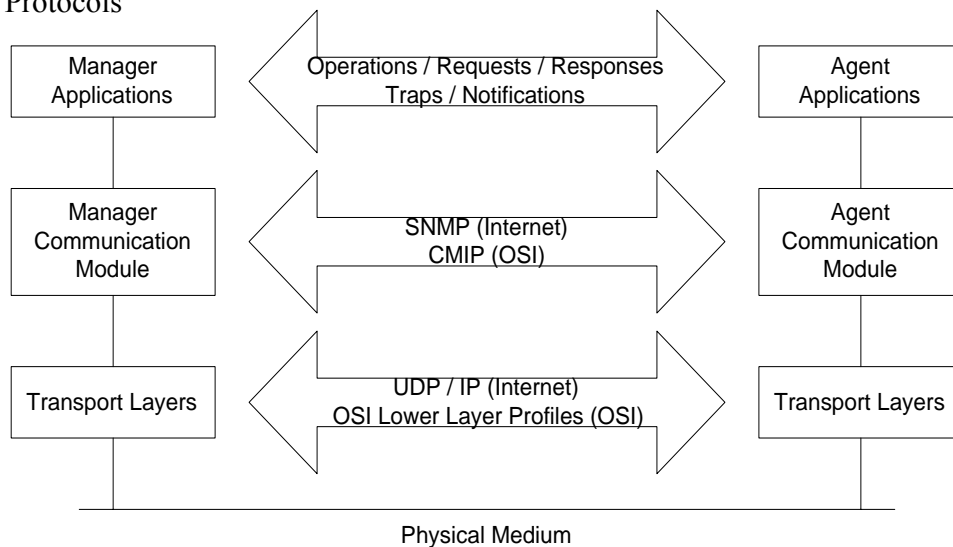 Protocols
Manager
Applications
Operations / Requests / Responses
Traps / Notifications
Agent
Applications
Manager
Communication
Module
SNMP (Internet)
CMIP (OSI)
Agent
Communication
Module
Transport Layers
UDP / IP (Internet)
OSI Lower Layer Profiles (OSI)
Transport Layers
Physical Medium